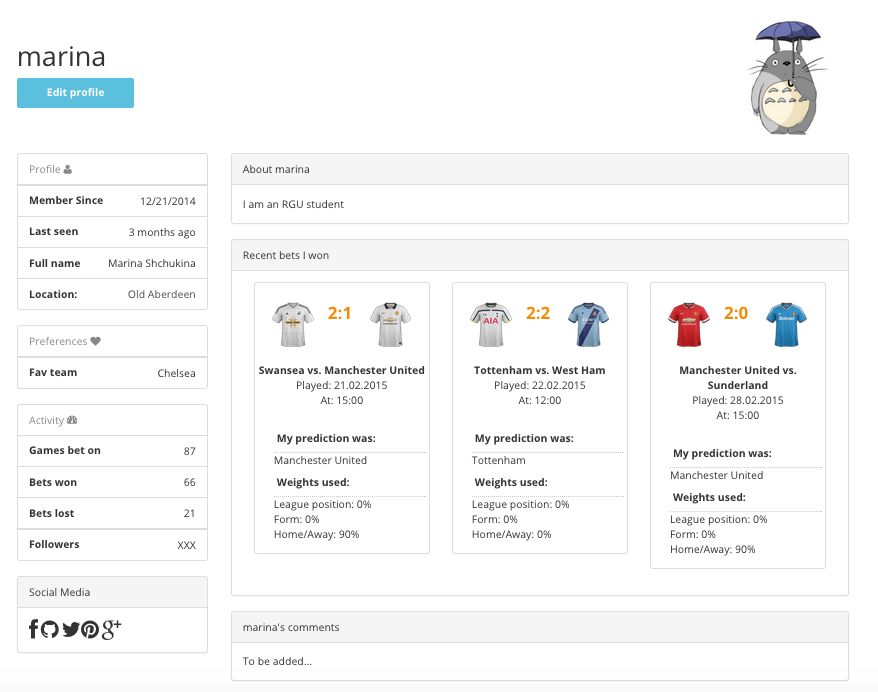 marina
Edit profile
Profile
Member Since 12/21/2014
Last seen 3 months ago
Full name Marina Shchukina
Location: Old Aberdeen
Preferences
Fav team Chelsea
Activity
Games bet on 87
Bets won 66
Bets lost 21
Followers XXX
Social Media
About marina
I am an RGU student
Recent bets I won
2:1
Swansea vs. Manchester United
Played: 21.02.2015
At: 15:00
My prediction was:
Manchester United
Weights used:
League position: 0%
Form: 0%
Home/Away: 90%
AIA
2:2
Tottenham vs. West Ham
Played: 22.02.2015
At: 12:00
My prediction was:
Tottenham
Weights used:
League position: 0%
Form: 0%
Home/Away: 0%
2:0
Manchester United vs.
Sunderland
Played: 28.02.2015
At: 15:00
My prediction was:
Manchester United
Weights used:
League position: 0%
Form: 0%
Home/Away: 90%
marina's comments
To be added...